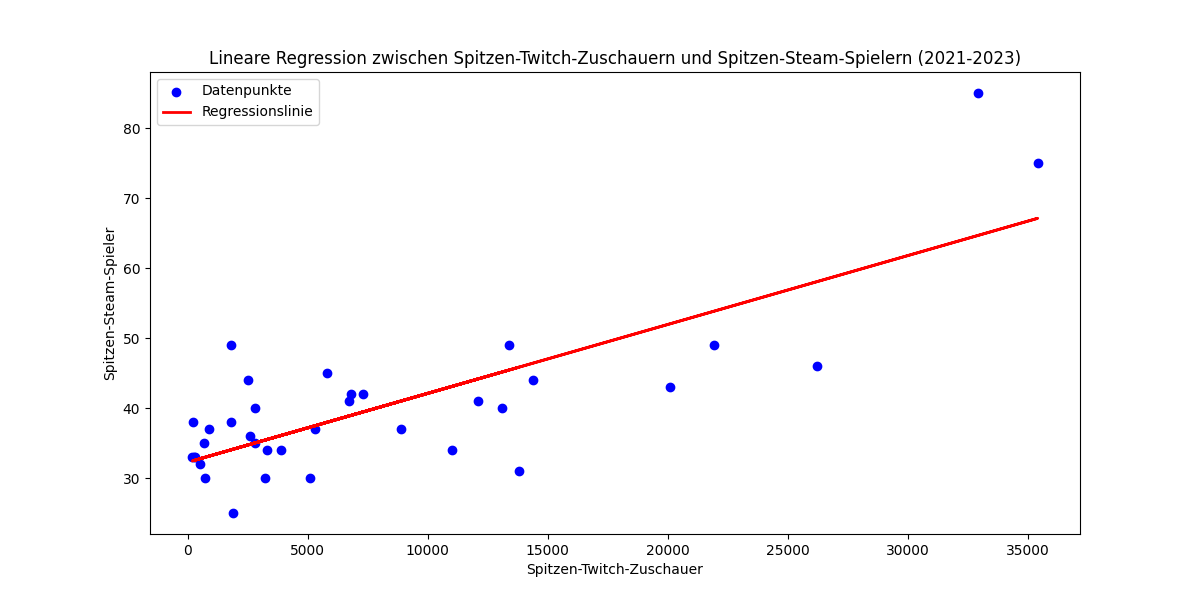 Lineare Regression zwischen Spitzen-Twitch-Zuschauern und Spitzen-Steam-Spielern (2021-2023)
Datenpunkte
Regressionslinie
Spitzen-Steam-Spieler
80
70
60
50
40
30
0 5000 10000 15000 20000 25000 30000 35000
Spitzen-Twitch-Zuschauer